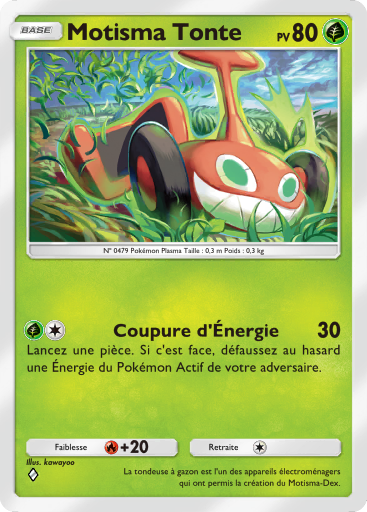 BASE Motisma Tonte PV 80
N° 0479 Pokémon Plasma Taille : 0,3 m Poids : 0,3 kg
Coupure d'Énergie 30
Lancez une pièce. Si c'est face, défaussez au hasard
une Énergie du Pokémon Actif de votre adversaire.
Faiblesse +20 Retraite
Illus. kawayoo
La tondeuse à gazon est l'un des appareils électroménagers
qui ont permis la création du Motisma-Dex.